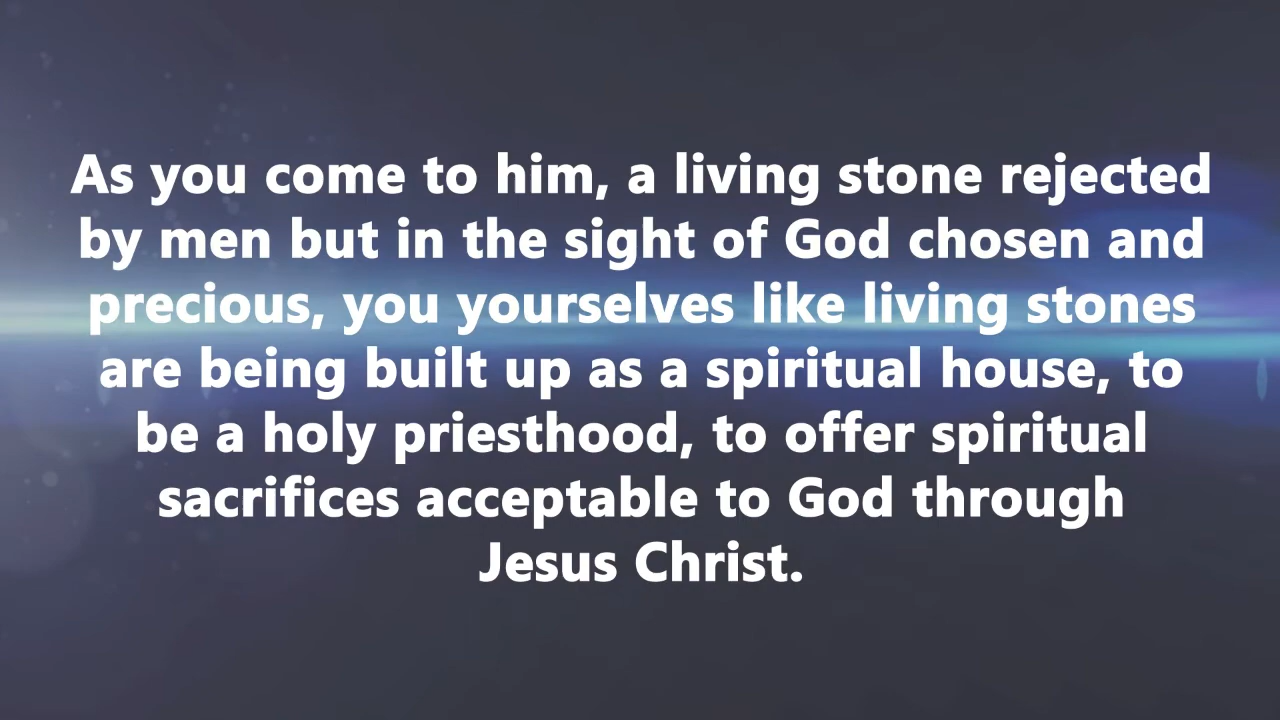 As you come to him, a living stone rejected
by men but in the sight of God chosen and
precious, you yourselves like living stones
are being built up as a spiritual house, to
be a holy priesthood, to offer spiritual
sacrifices acceptable to God through
Jesus Christ.